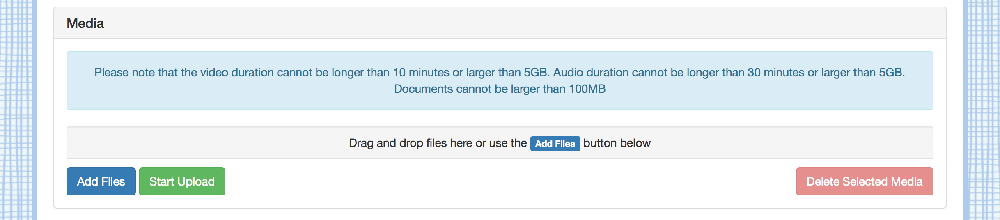 Media
Please note that the video duration cannot be longer than 10 minutes or larger than 5GB. Audio duration cannot be longer than 30 minutes or larger than 5GB.
Documents cannot be larger than 100MB
Drag and drop files here or use the Add Files button below
Add Files Start Upload Delete Selected Media